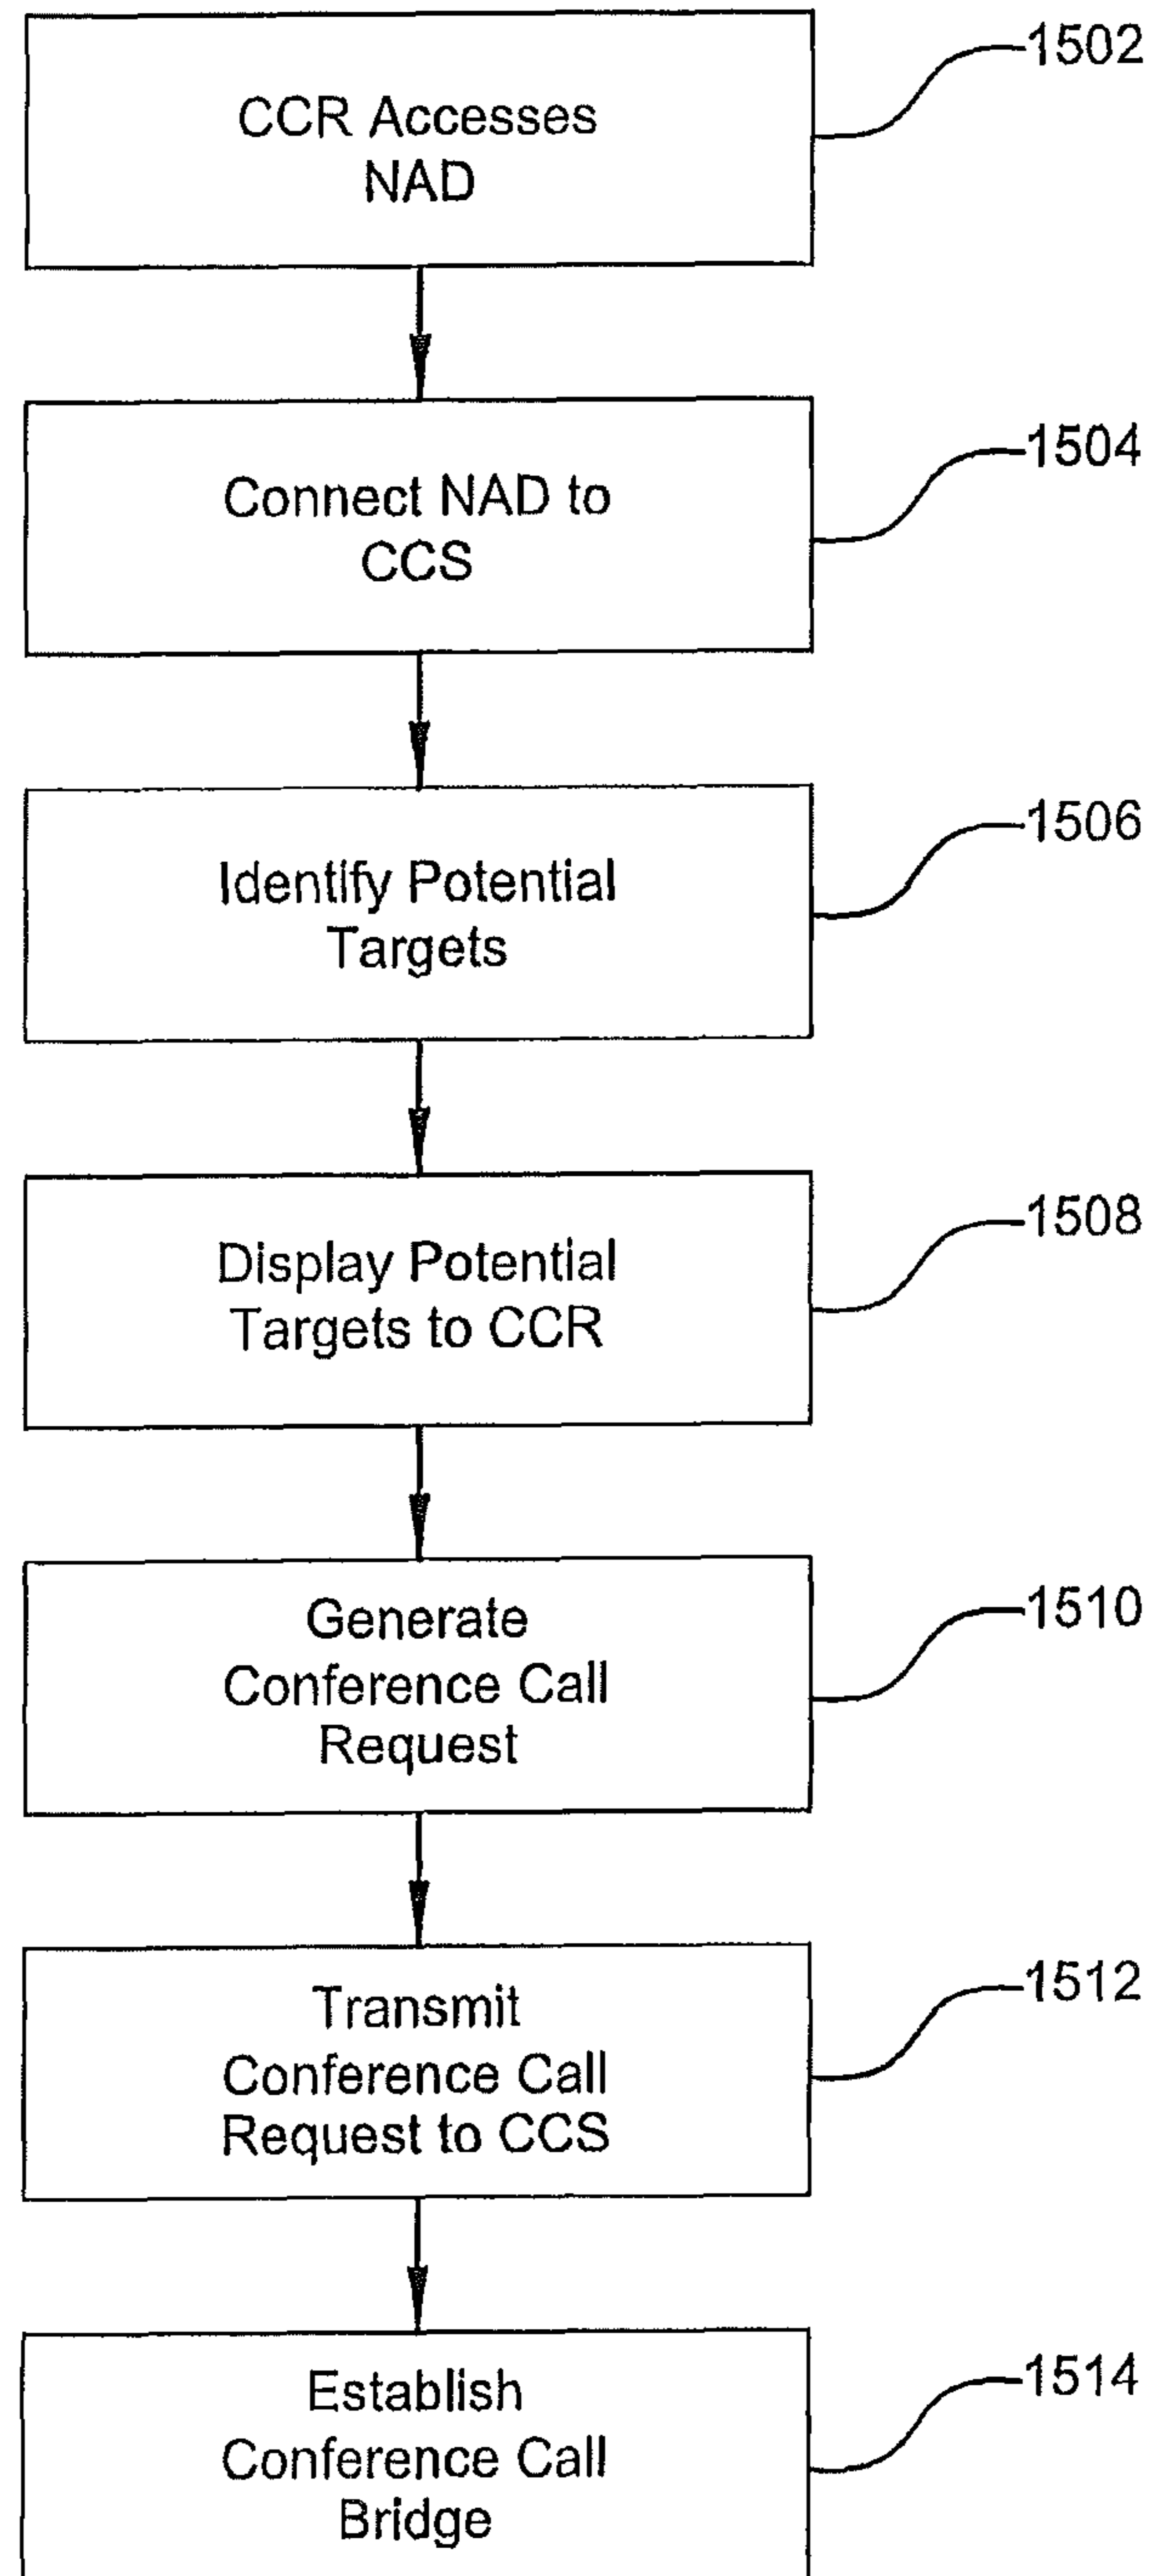 CCR Accesses
NAD
1502
Connect NAD to
CCS
1504
Identify Potential
Targets
1506
Display Potential
Targets to CCR
1508
Generate
Conference Call
Request
1510
Transmit
Conference Call
Request to CCS
1512
Establish
Conference Call
Bridge
1514